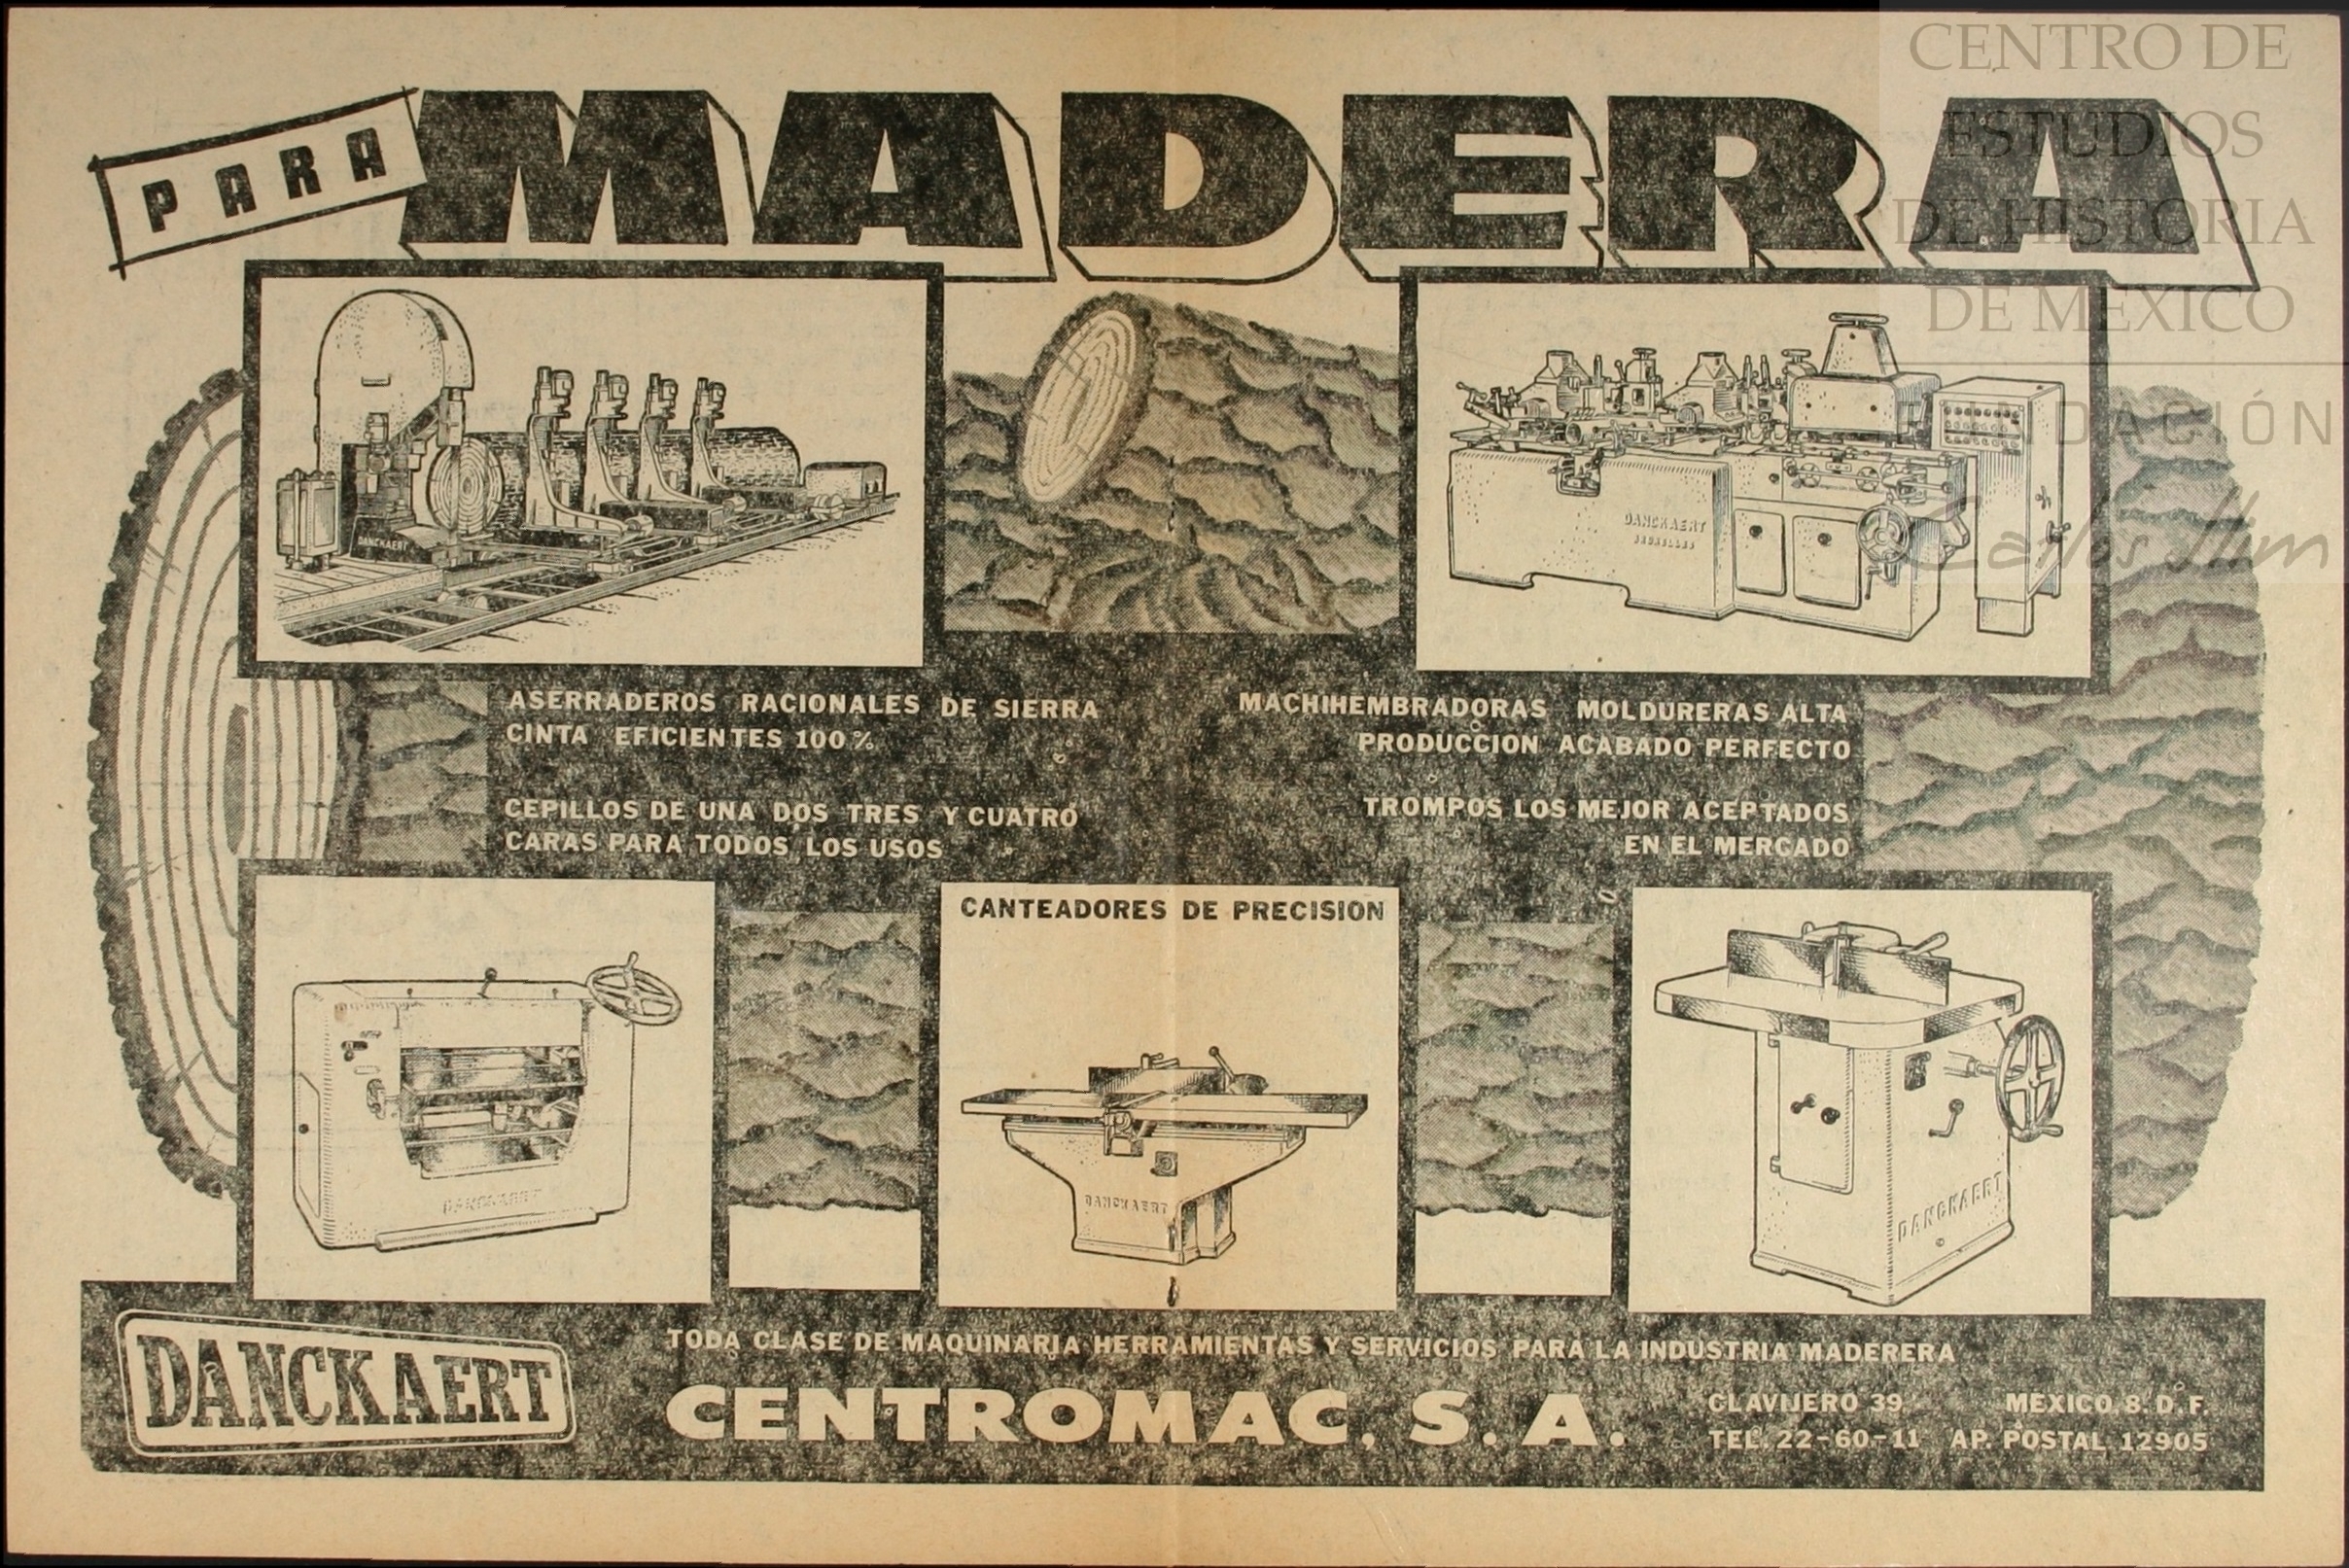 CENTRO DE
ESTUDIOS
DE HISTORIA
DE MEXICO
FUNDACIÓN
Carlos Slim
PARA MADERA
DANCKAERT
DANCKAERT
BRUXELLES
ASERRADEROS RACIONALES DE SIERRA
CINTA EFICIENTES 100%
MACHIHEMBRADORAS MOLDURERAS ALTA
PRODUCCION ACABADO PERFECTO
CEPILLOS DE UNA DOS TRES Y CUATRO
CARAS PARA TODOS LOS USOS
TROMPOS LOS MEJOR ACEPTADOS
EN EL MERCADO
CANTEADORES DE PRECISION
DANCKAERT
DANCKAERT
DANCKAERT
DANCKAERT
TODA CLASE DE MAQUINARIA HERRAMIENTAS Y SERVICIOS PARA LA INDUSTRIA MADERERA
CENTROMAC, S. A.
CLAVIJERO 39. MEXICO 8. D. F.
TEL. 22-60-11 AP. POSTAL 12905